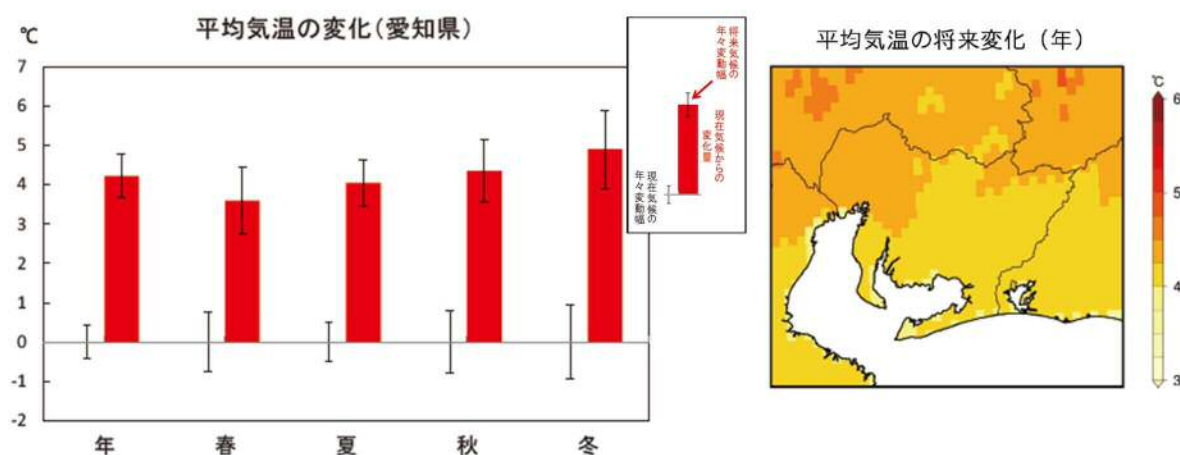 平均気温の変化(愛知県)
℃
7
6
5
4
3
2
1
0
-1
-2
年
春
夏
秋
冬
将来気候の
年々変動幅
現在気候からの
変化量
現在気候の
年々変動幅
平均気温の将来変化（年）
℃
6
5
4
3